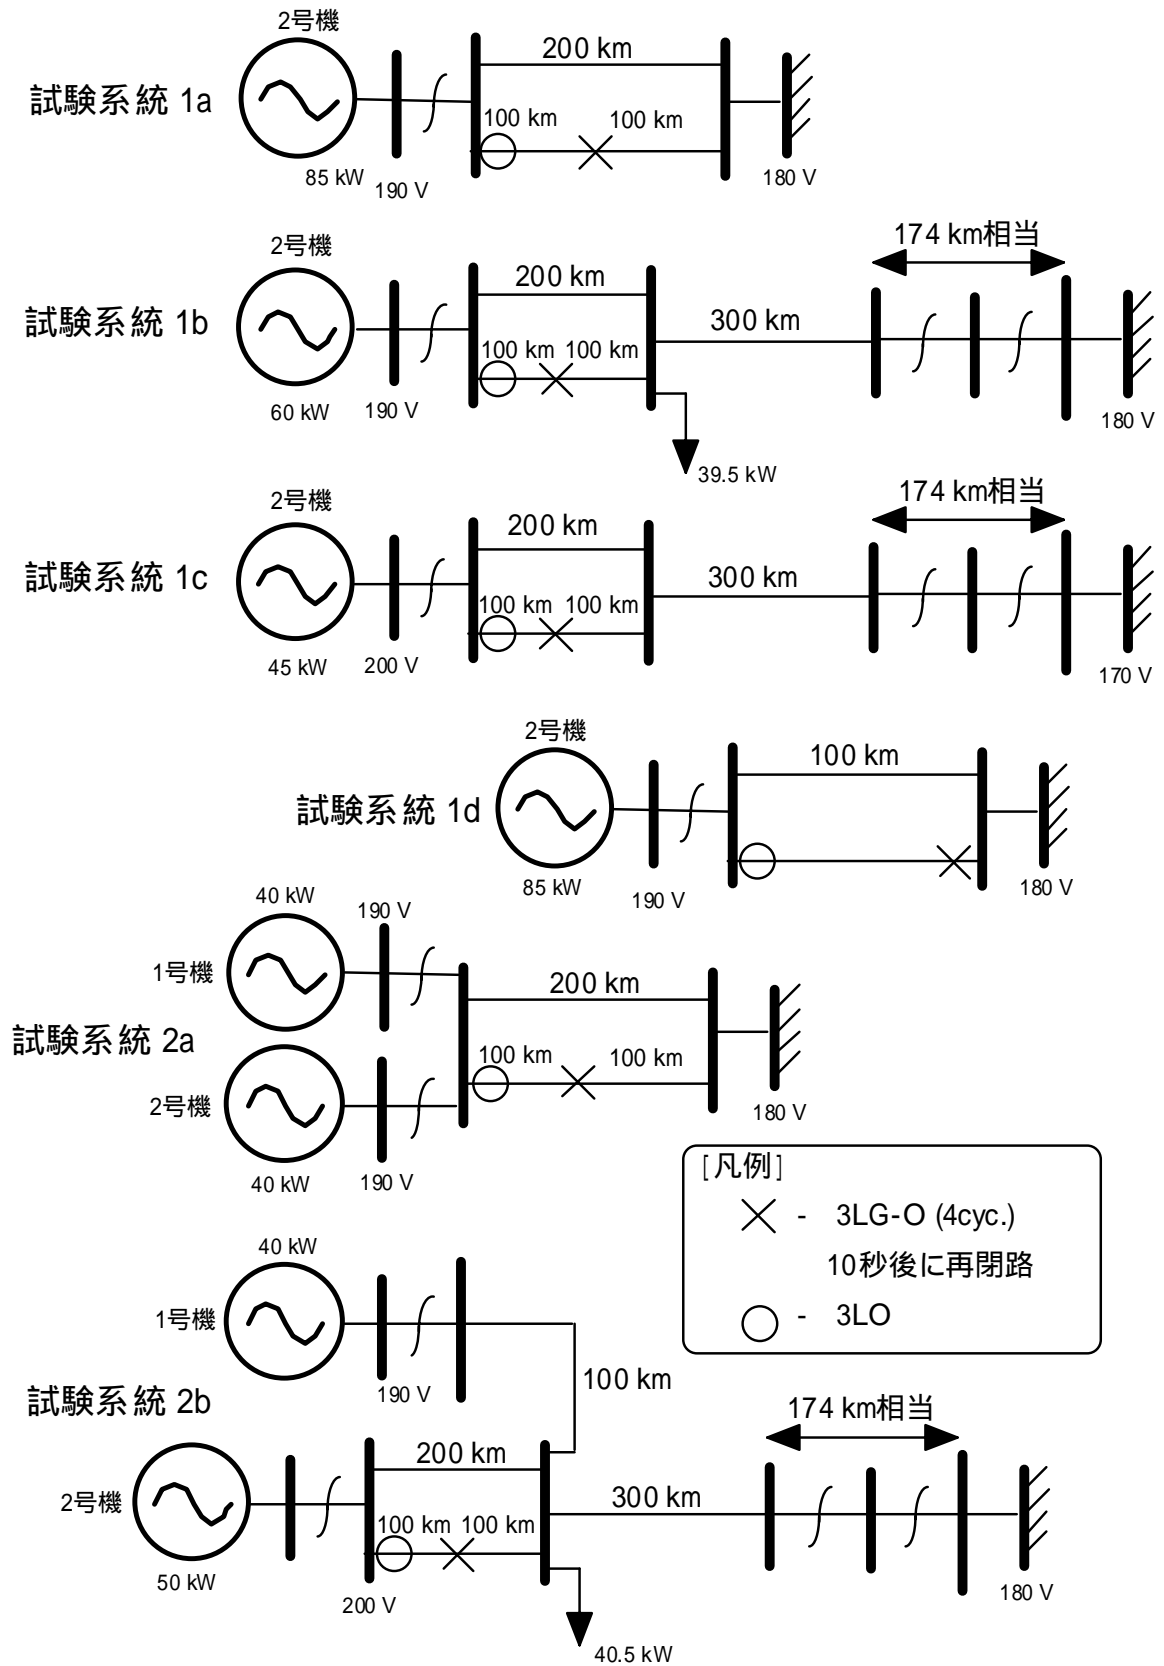 2号機
試験系統 1a
200 km
100 km
100 km
85 kW
190 V
180 V
2号機
試験系統 1b
200 km
174 km相当
300 km
100 km
100 km
60 kW
190 V
180 V
39.5 kW
2号機
試験系統 1c
200 km
174 km相当
300 km
100 km
100 km
45 kW
200 V
170 V
2号機
試験系統 1d
100 km
85 kW
190 V
180 V
40 kW
190 V
1号機
200 km
試験系統 2a
100 km
100 km
2号機
180 V
40 kW
190 V
[凡例]
- 3LG-O (4cyc.)
10秒後に再閉路
- 3LO
40 kW
1号機
190 V
100 km
試験系統 2b
174 km相当
200 km
2号機
300 km
100 km
100 km
50 kW
200 V
180 V
40.5 kW